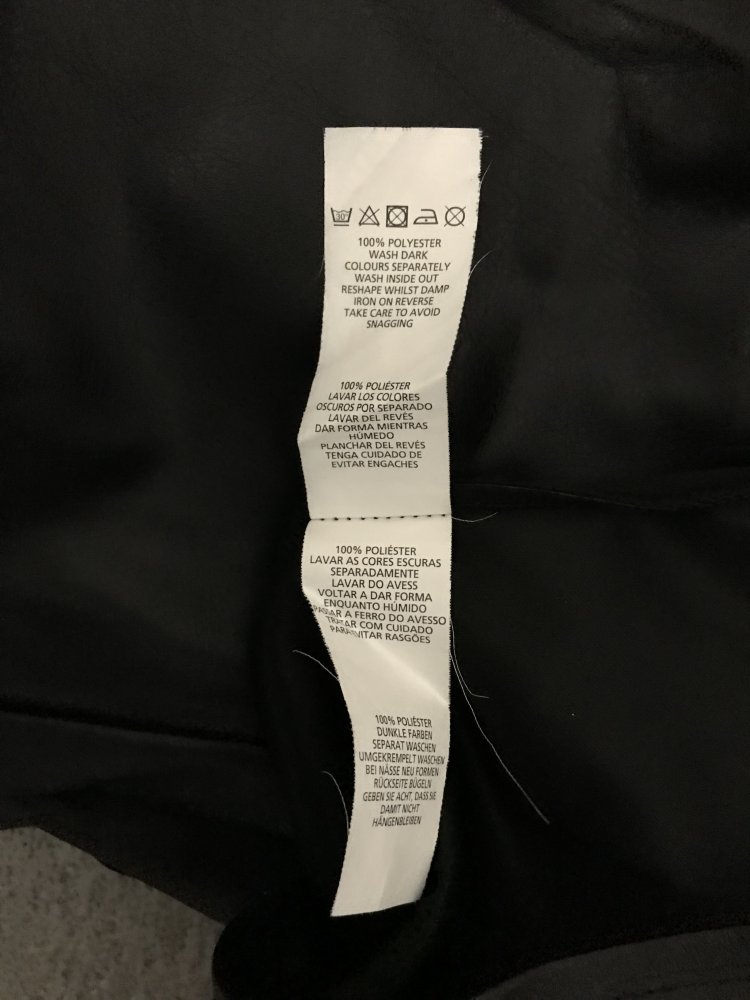 30°
100% POLYESTER
WASH DARK
COLOURS SEPARATELY
WASH INSIDE OUT
RESHAPE WHILST DAMP
IRON ON REVERSE
TAKE CARE TO AVOID
SNAGGING
100% POLIÉSTER
LAVAR LOS COLORES
OSCUROS POR SEPARADO
LAVAR DEL REVÉS
DAR FORMA MIENTRAS
HÚMEDO
PLANCHAR DEL REVÉS
TENGA CUIDADO DE
EVITAR ENGACHES
100% POLIÉSTER
LAVAR AS CORES ESCURAS
SEPARADAMENTE
LAVAR DO AVESS
VOLTAR A DAR FORMA
ENQUANTO HÚMIDO
PASSAR A FERRO DO AVESSO
TRATAR COM CUIDADO
PARA EVITAR RASGÕES
100% POLIÉSTER
DUNKLE FARBEN
SEPARAT WASCHEN
UMGEKREMPELT WASCHEN
BEI NÄSSE NEU FORMEN
RÜCKSEITE BÜGELN
GEBEN SIE ACHT, DASS SIE
DAMIT NICHT
HÄNGENBLEIBEN